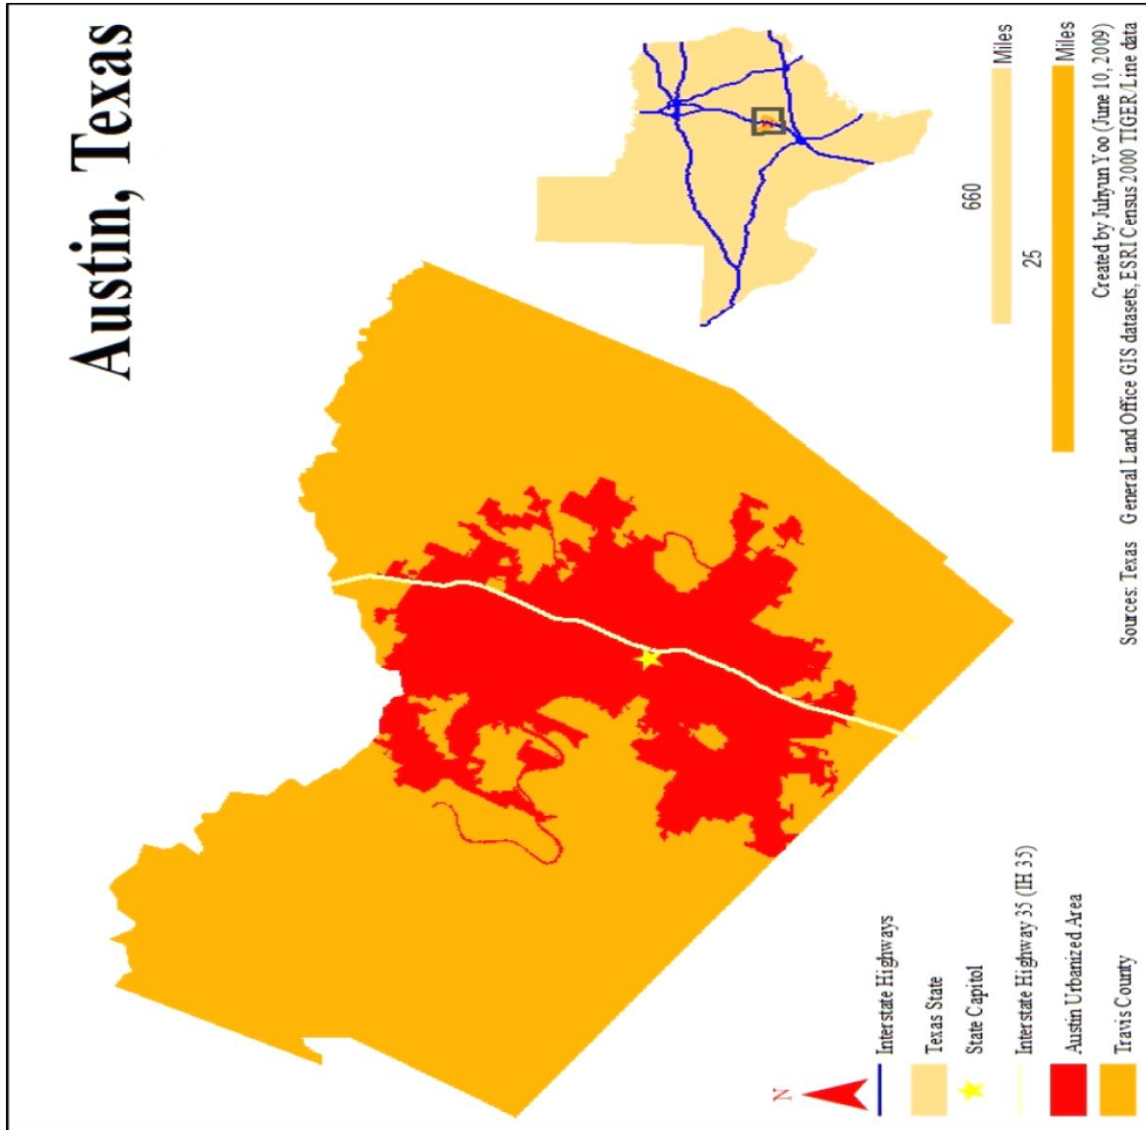 Austin, Texas
N
Interstate Highways
Texas State
State Capitol
Interstate Highway 35 (IH 35)
Austin Urbanized Area
Travis County
660
Miles
25
Miles
Created by Juhyun Yoo (June 10, 2009)
Sources: Texas General Land Office GIS datasets, ESRI Census 2000 TIGER/Line data